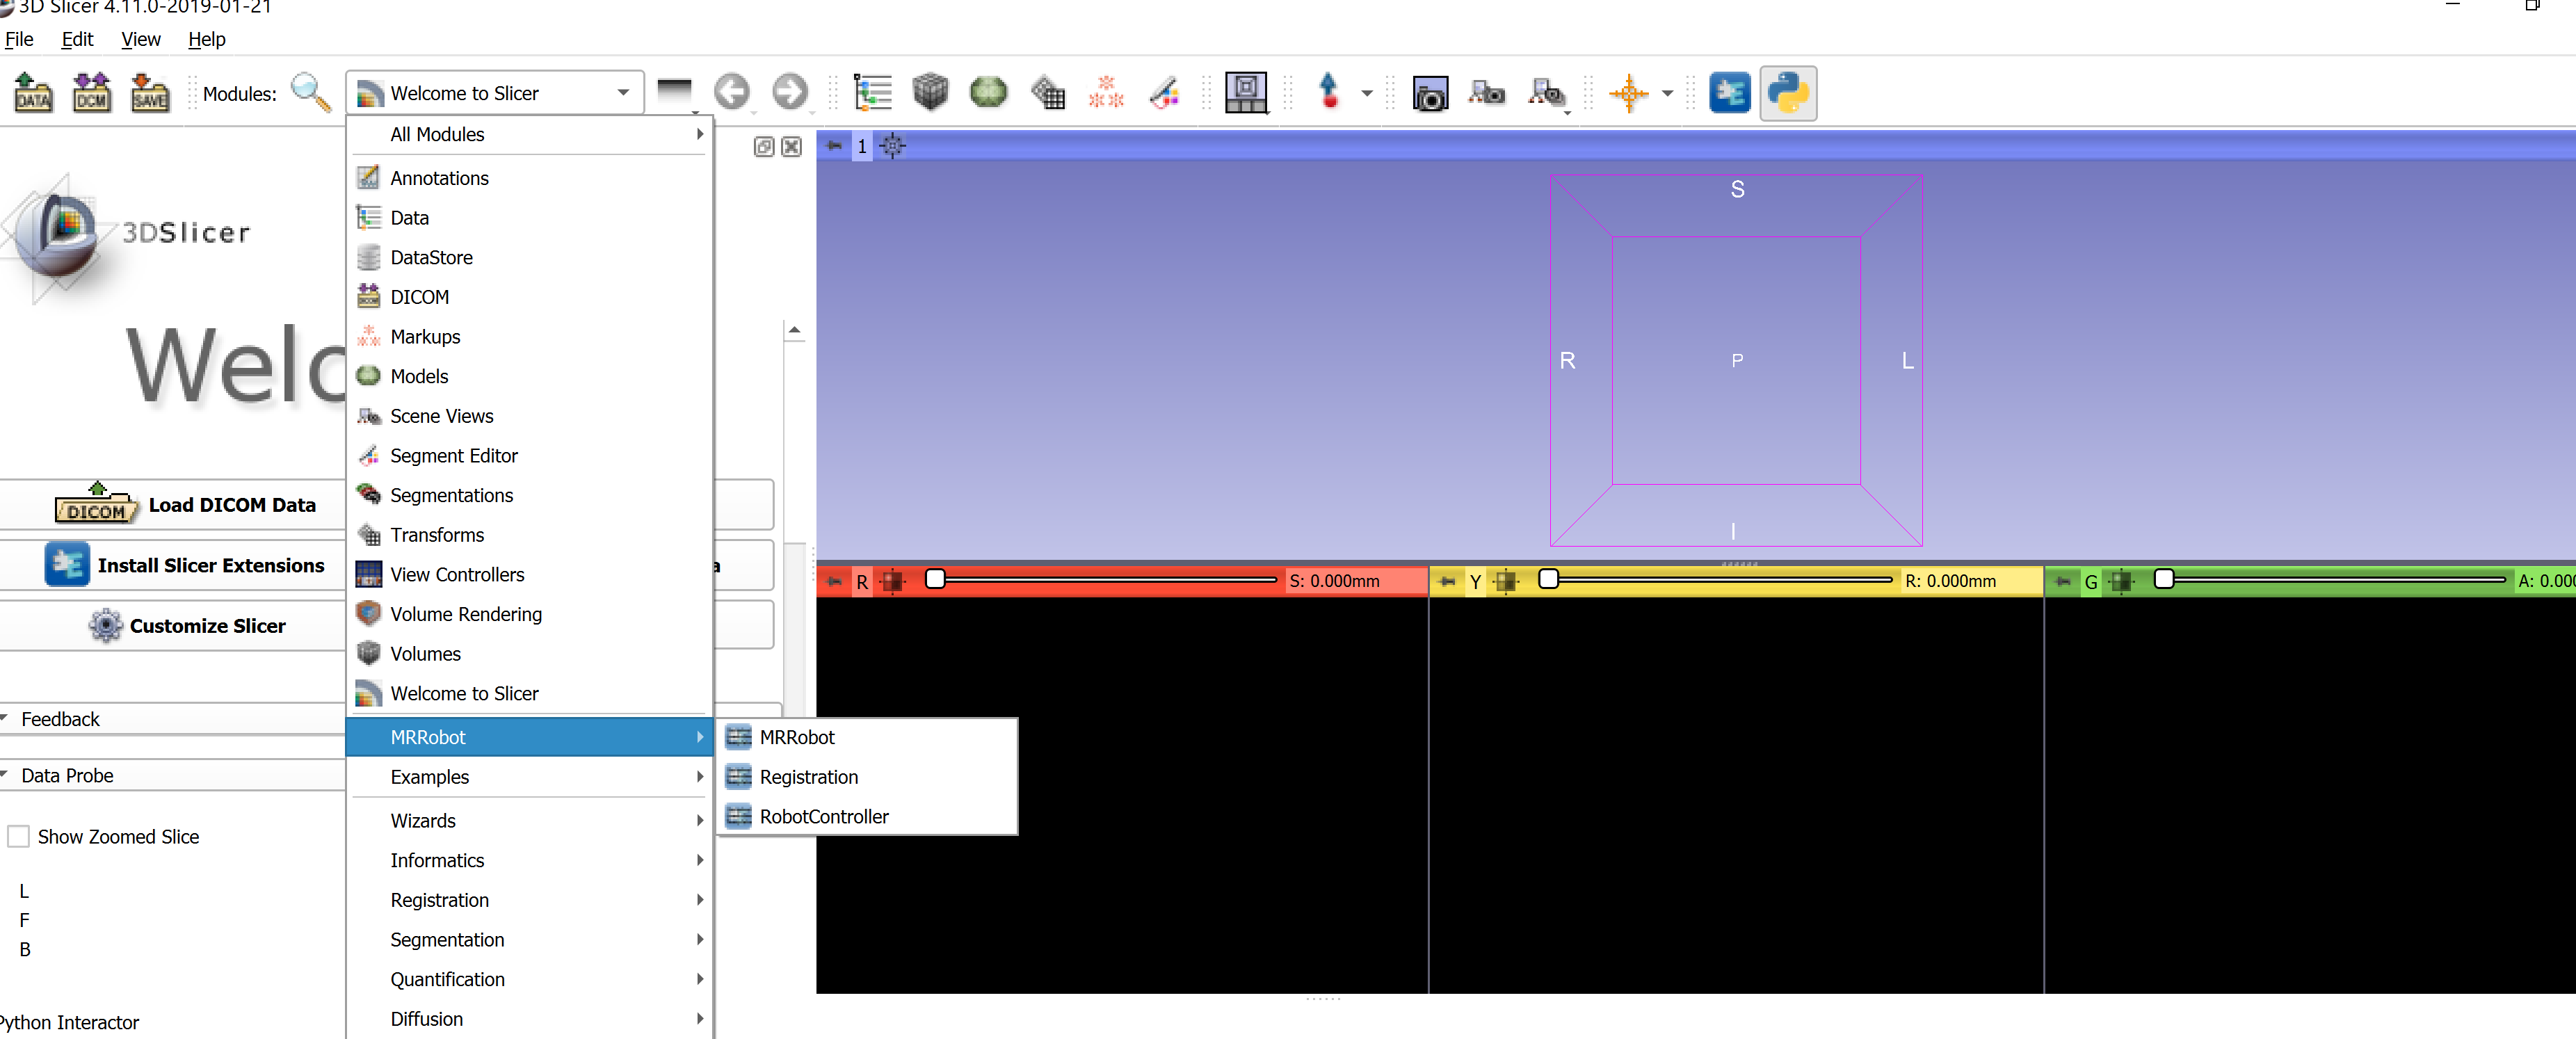 3D Slicer 4.11.0-2019-01-21
File Edit View Help
DATA DCM SAVE Modules: Welcome to Slicer
All Modules
Annotations
Data
DataStore
DICOM
Markups
Models
Scene Views
Segment Editor
Segmentations
Transforms
View Controllers
Volume Rendering
Volumes
Welcome to Slicer
MRRobot
Examples
Wizards
Informatics
Registration
Segmentation
Quantification
Diffusion
MRRobot
Registration
RobotController
3DSlicer
Welc
DICOM Load DICOM Data
Install Slicer Extensions
a
Customize Slicer
Feedback
Data Probe
Show Zoomed Slice
L
F
B
Python Interactor
1
S
R P L
I
R S: 0.000mm
Y R: 0.000mm
G A: 0.000